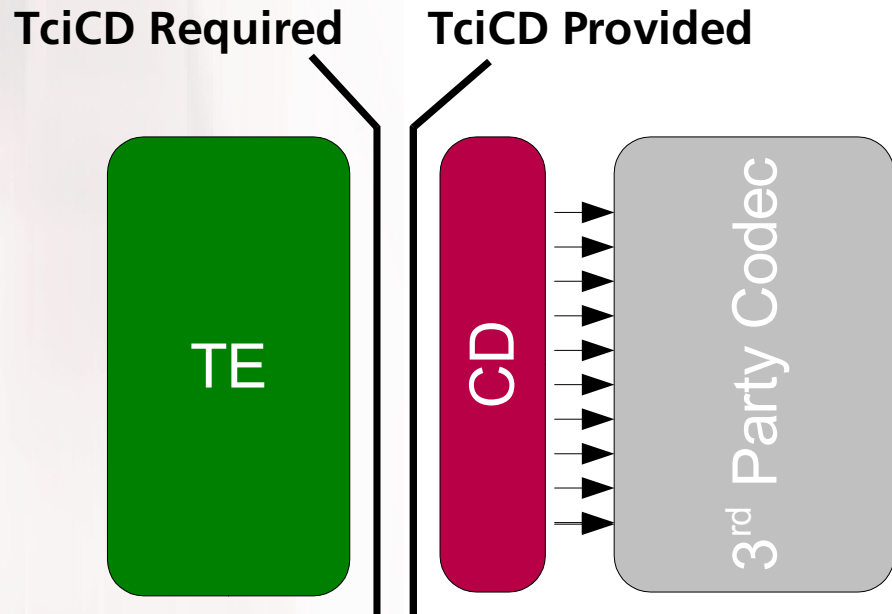 TciCD Required
TciCD Provided
TE
CD
3rd Party Codec